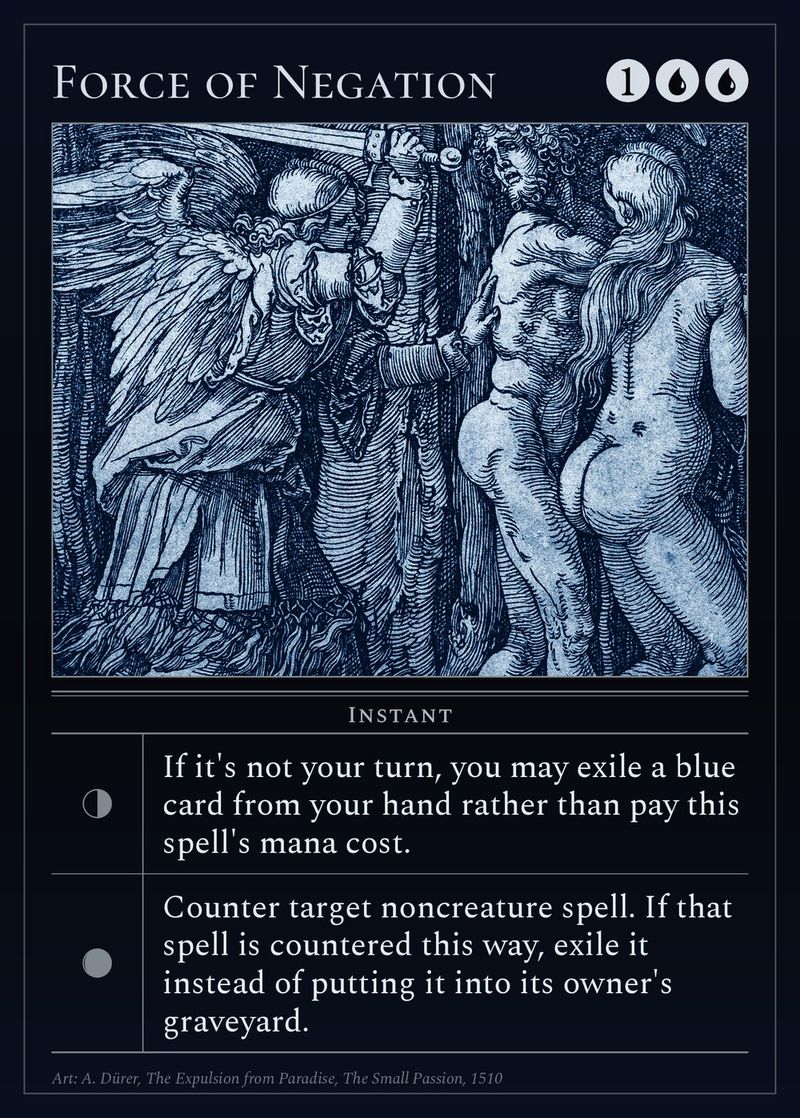 Force of Negation
1
Instant
If it's not your turn, you may exile a blue
card from your hand rather than pay this
spell's mana cost.
Counter target noncreature spell. If that
spell is countered this way, exile it
instead of putting it into its owner's
graveyard.
Art: A. Dürer, The Expulsion from Paradise, The Small Passion, 1510